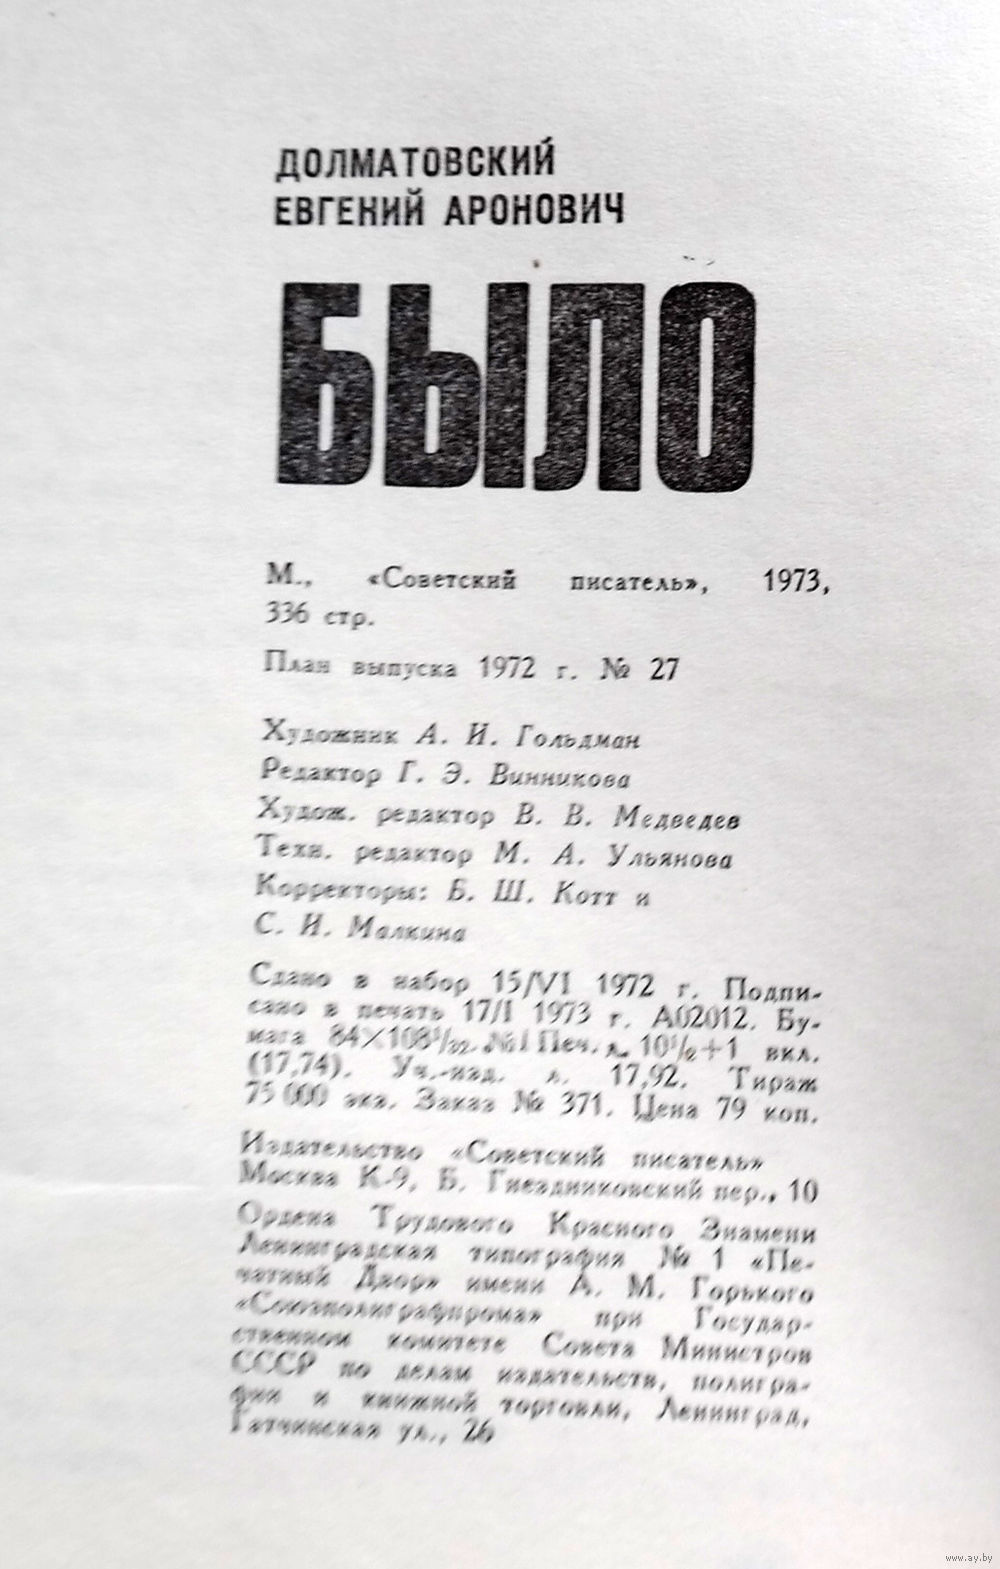 ДОЛМАТОВСКИЙ
ЕВГЕНИЙ АРОНОВИЧ
БЫЛО
М., «Советский писатель», 1973,
336 стр.
План выпуска 1972 г. № 27
Художник А. И. Гольдман
Редактор Г. Э. Винникова
Худож. редактор В. В. Медведев
Техн. редактор М. А. Ульянова
Корректоры: Б. Ш. Котт и
С. И. Малкина
Сдано в набор 15/VI 1972 г. Подпи-
сано в печать 17/I 1973 г. А02012. Бу-
мага 84×108¹/₃₂. №1 Печ. л. 10¹/₂+1 вкл.
(17,74). Уч.-изд. л. 17,92. Тираж
75 000 экз. Заказ № 371. Цена 79 коп.
Издательство «Советский писатель»
Москва К-9, Б. Гнездниковский пер., 10
Ордена Трудового Красного Знамени
Ленинградская типография № 1 «Пе-
чатный Двор» имени А. М. Горького
«Союзполиграфпрома» при Государ-
ственном комитете Совета Министров
СССР по делам издательств, полигра-
фии и книжной торговли, Ленинград,
Гатчинская ул., 26
www.ay.by